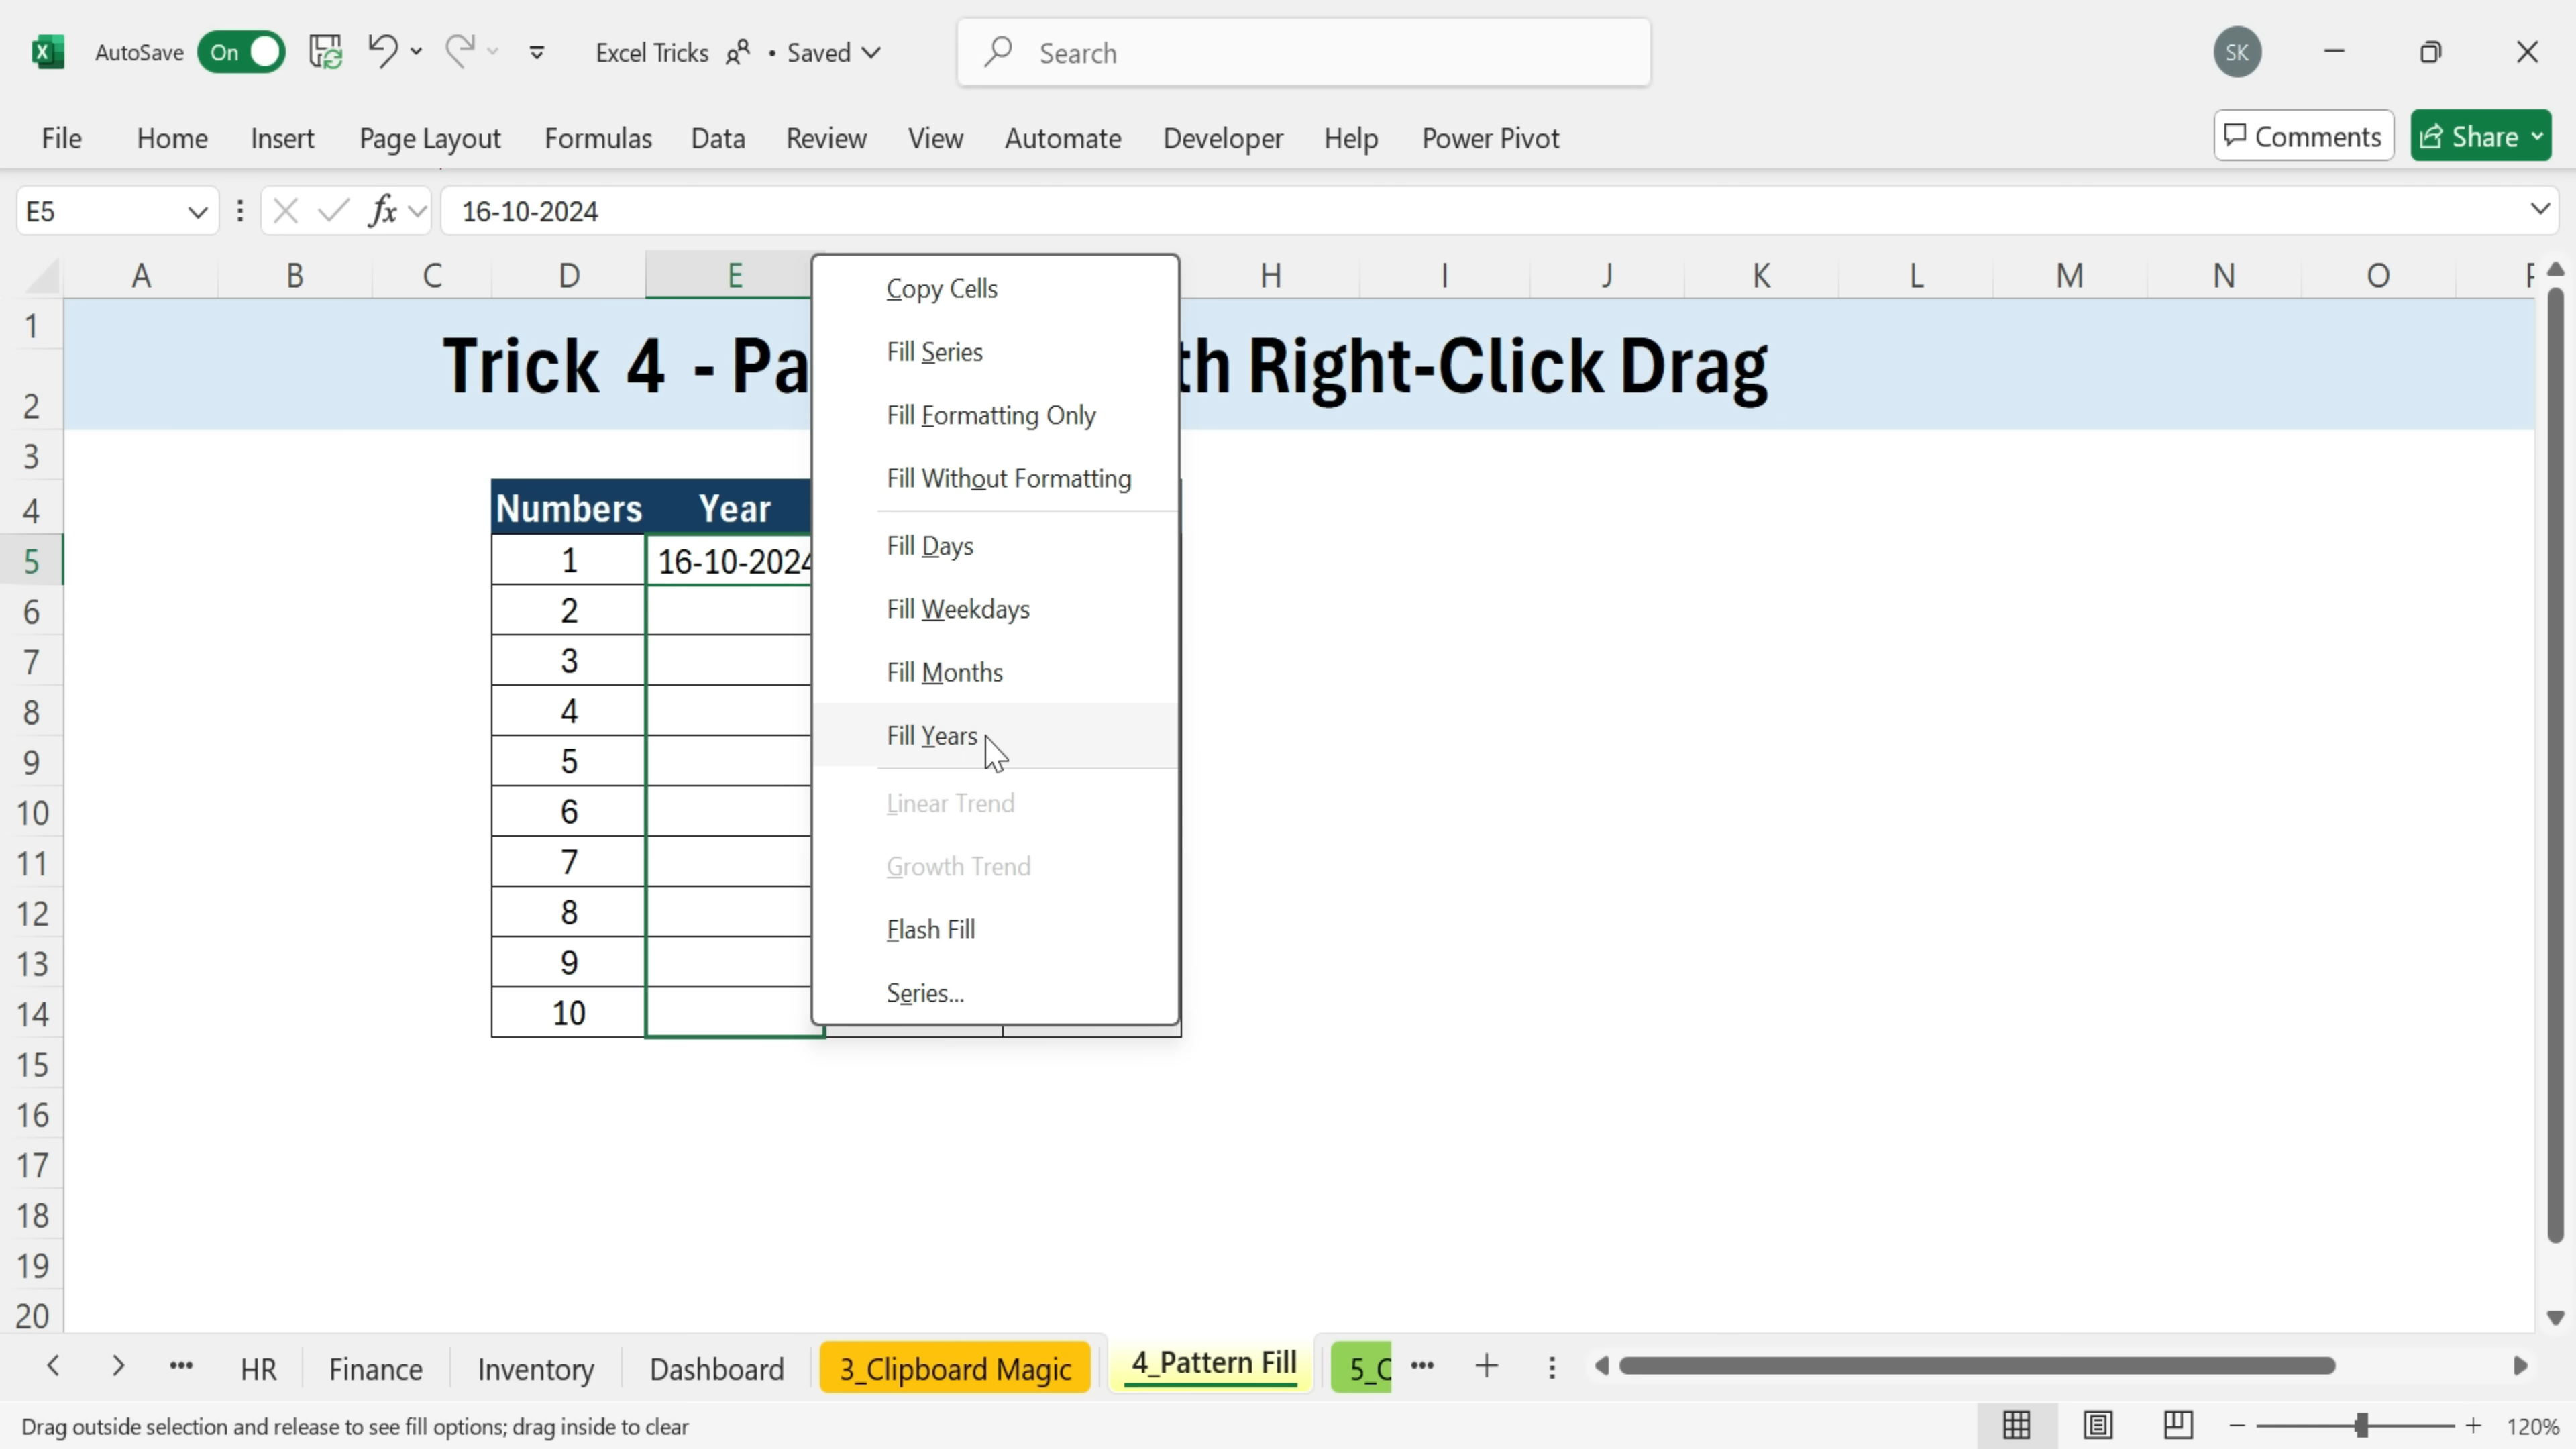 AutoSave On Excel Tricks • Saved Search SK
File Home Insert Page Layout Formulas Data Review View Automate Developer Help Power Pivot Comments Share
E5 fx 16-10-2024
A B C D E H I J K L M N O
1
Trick 4 - Pa th Right-Click Drag
2
3
4 Numbers Year
5 1 16-10-2024
6 2
7 3
8 4
9 5
10 6
11 7
12 8
13 9
14 10
15
16
17
18
19
20
Copy Cells
Fill Series
Fill Formatting Only
Fill Without Formatting
Fill Days
Fill Weekdays
Fill Months
Fill Years
Linear Trend
Growth Trend
Flash Fill
Series...
HR Finance Inventory Dashboard 3_Clipboard Magic 4_Pattern Fill 5_C
Drag outside selection and release to see fill options; drag inside to clear 120%